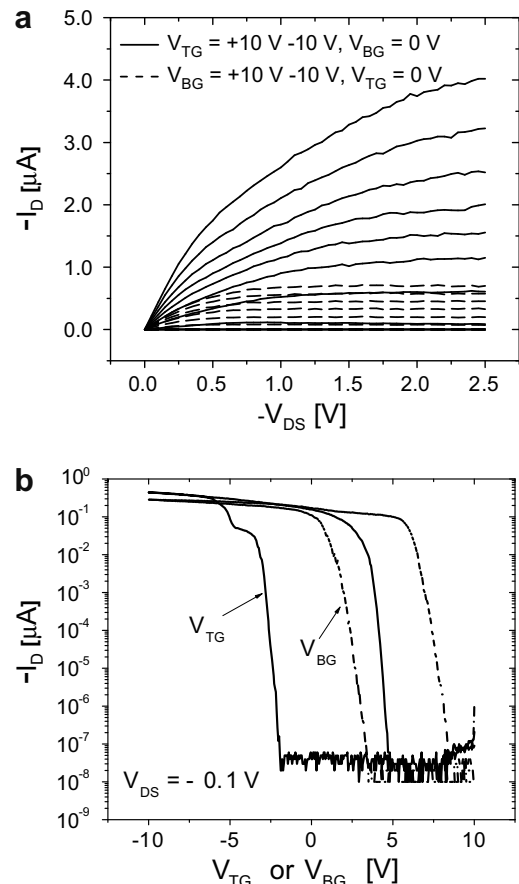 a
V_TG = +10 V -10 V, V_BG = 0 V
V_BG = +10 V -10 V, V_TG = 0 V
5.0
4.0
3.0
2.0
1.0
0.0
-I_D [μA]
0.0 0.5 1.0 1.5 2.0 2.5
-V_DS [V]
b
10^0
10^-1
10^-2
10^-3
10^-4
10^-5
10^-6
10^-7
10^-8
10^-9
-I_D [μA]
V_TG
V_BG
V_DS = - 0.1 V
-10 -5 0 5 10
V_TG or V_BG [V]